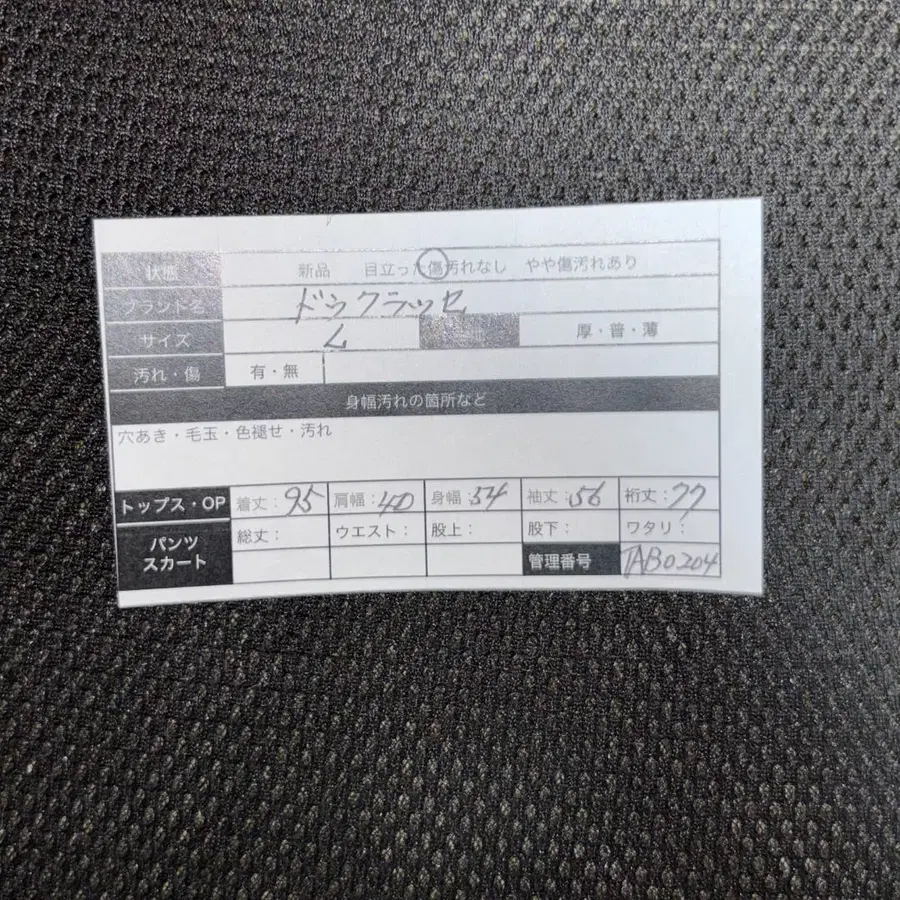 状態 新品 目立った傷汚れなし やや傷汚れあり
ブランド名 ドゥクラッセ
サイズ L 厚・普・薄
汚れ・傷 有・無
身幅汚れの箇所など
穴あき・毛玉・色褪せ・汚れ
トップス・OP 着丈：95 肩幅：40 身幅：54 袖丈：56 裄丈：77
パンツ スカート 総丈： ウエスト： 股上： 股下： ワタリ：
管理番号 TAB0204